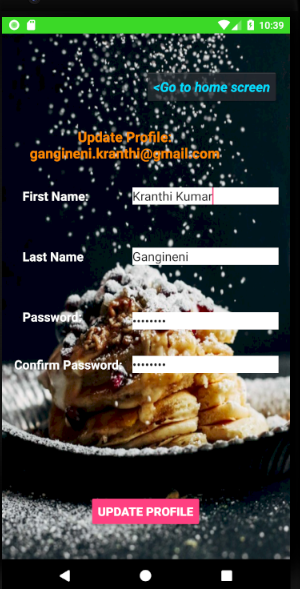 10:39
<Go to home screen
Update Profile:
gangineni.kranthi@gmail.com
First Name:
Kranthi Kumar
Last Name
Gangineni
Password:
••••••••
Confirm Password:
••••••••
UPDATE PROFILE